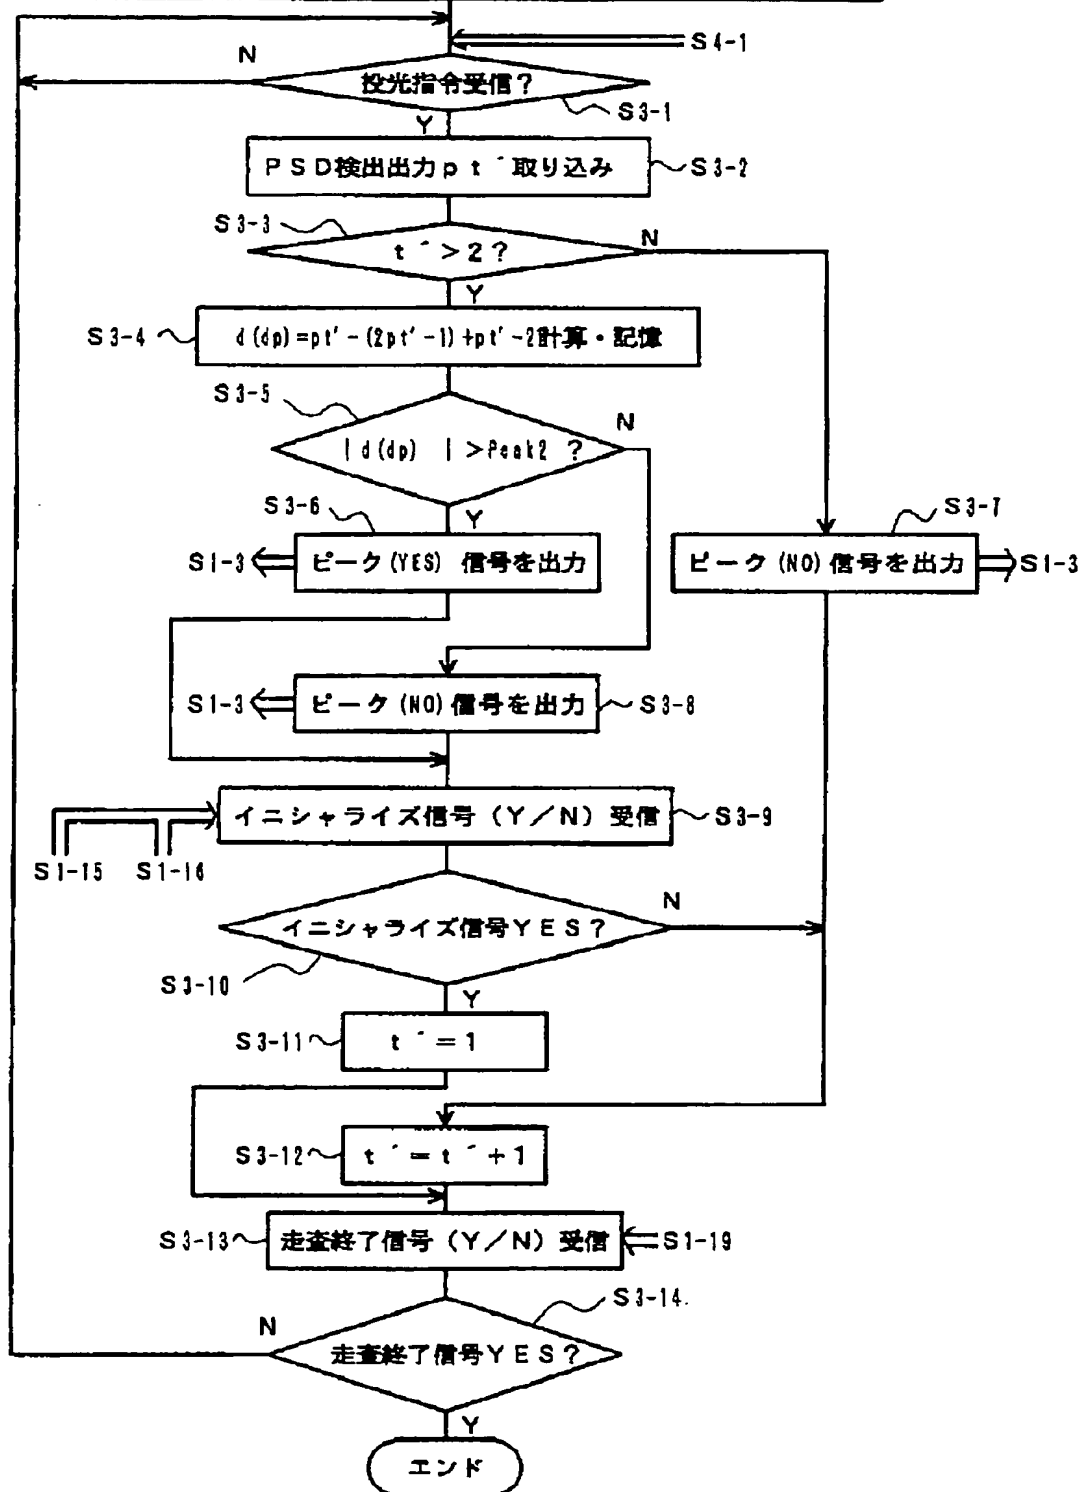 S4-1
N
投光指令受信？
S3-1
Y
PSD検出出力pt´取り込み
S3-2
S3-3
t´>2？
N
Y
S3-4
d(dp)=pt'-(2pt'-1)+pt'-2計算・記憶
S3-5
|d(dp) |>Peak2 ？
N
S3-6
Y
S3-7
S1-3
ピーク(YES) 信号を出力
ピーク(NO)信号を出力
S1-3
S1-3
ピーク(NO)信号を出力
S3-8
イニシャライズ信号（Y／N）受信
S3-9
S1-15
S1-16
N
イニシャライズ信号YES？
S3-10
Y
S3-11
t´=1
S3-12
t´=t´+1
S3-13
走査終了信号（Y／N）受信
S1-19
S3-14
N
走査終了信号YES？
Y
エンド